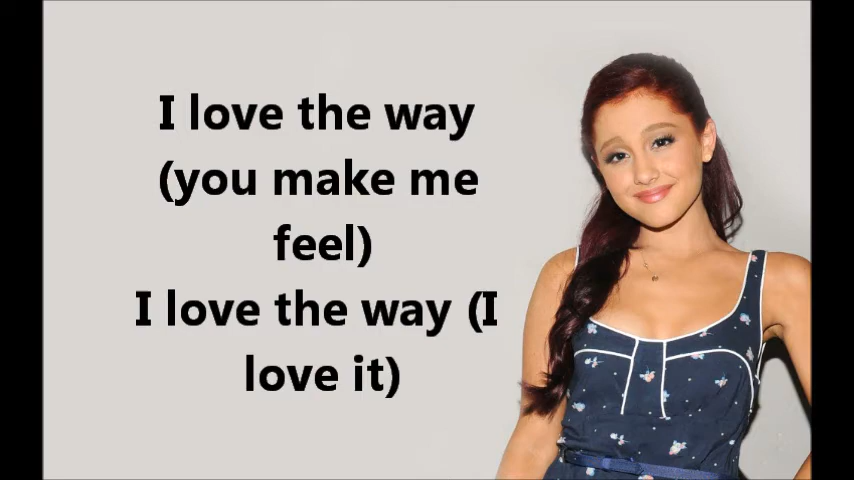 I love the way
(you make me
feel)
I love the way (I
love it)